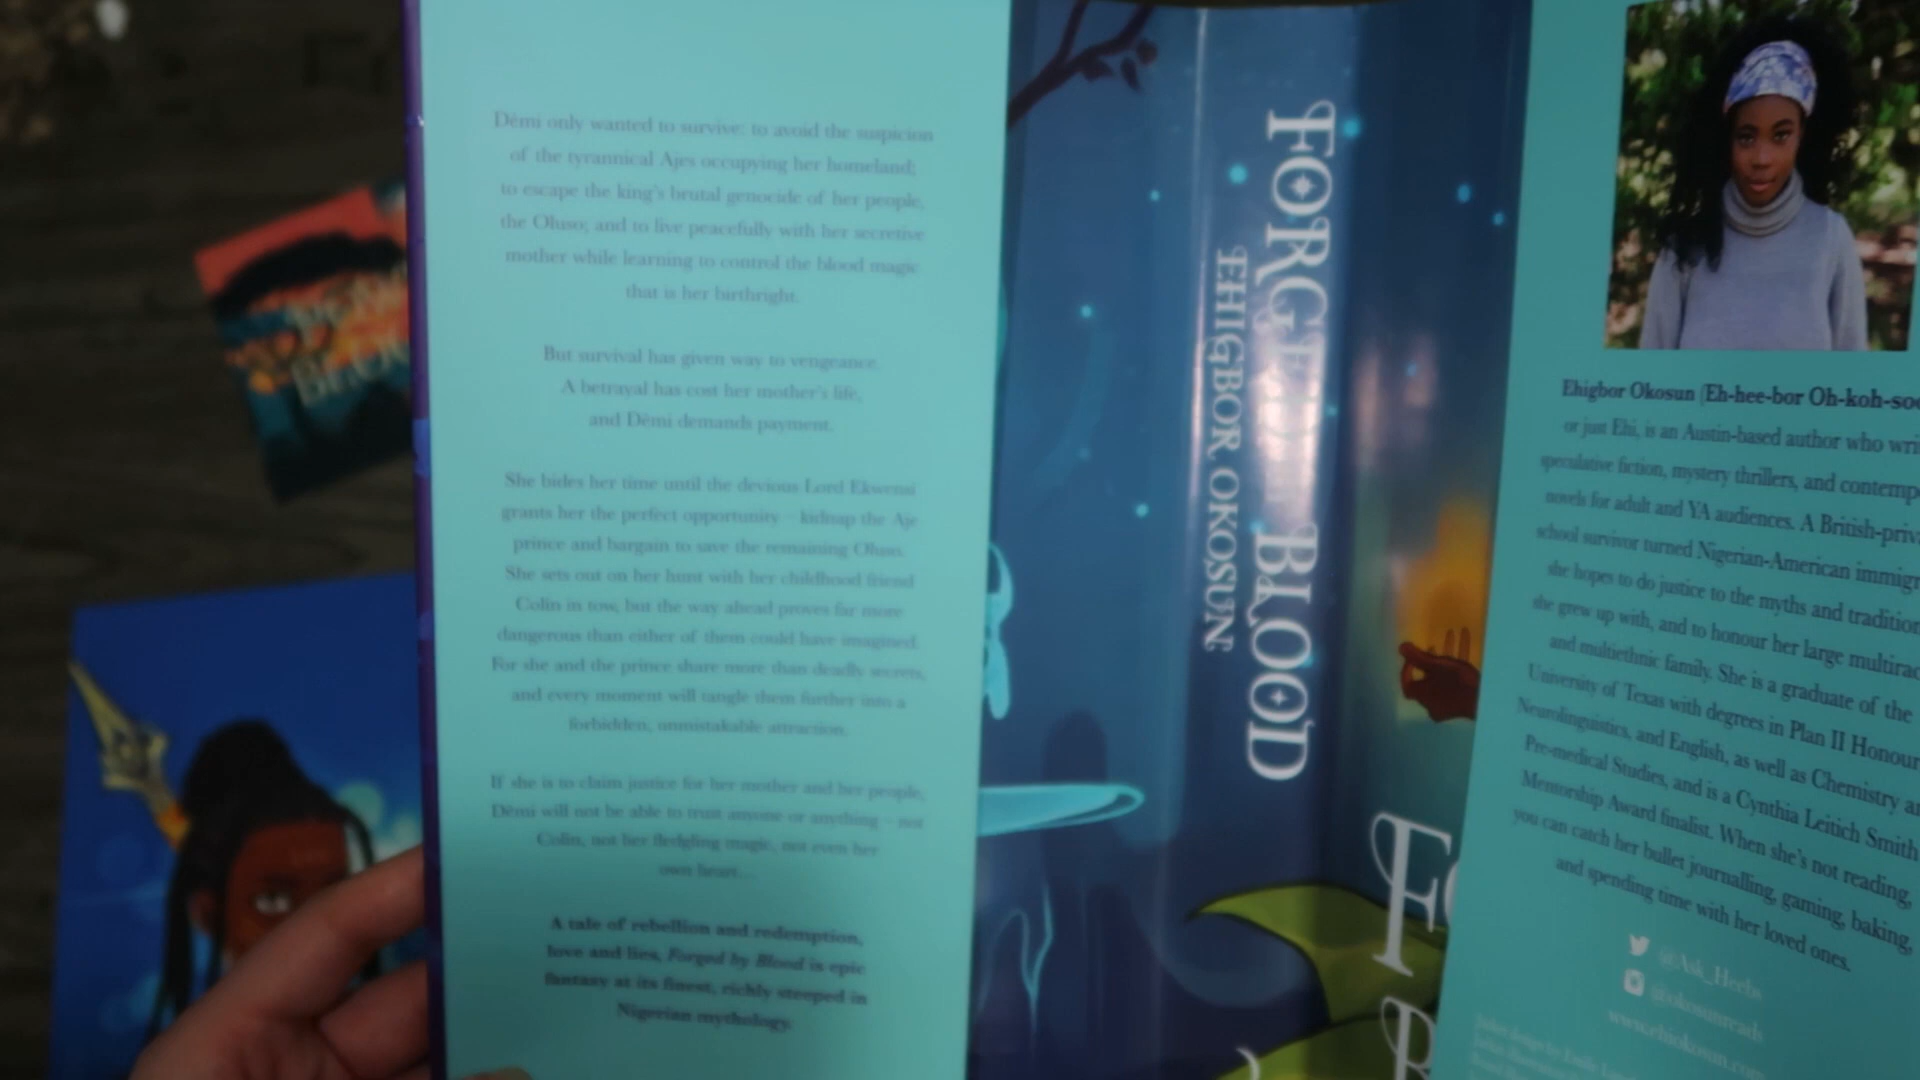 Dèmi only wanted to survive: to avoid the suspicion
of the tyrannical Ajes occupying her homeland;
to escape the king's brutal genocide of her people,
the Oluso; and to live peacefully with her secretive
mother while learning to control the blood magic
that is her birthright.
But survival has given way to vengeance.
A betrayal has cost her mother's life,
and Dèmi demands payment.
She bides her time until the devious Lord Ekwensi
grants her the perfect opportunity – kidnap the Aje
prince and bargain to save the remaining Oluso.
She sets out on her hunt with her childhood friend
Colin in tow, but the way ahead proves far more
dangerous than either of them could have imagined.
For she and the prince share more than deadly secrets,
and every moment will tangle them further into a
forbidden, unmistakable attraction.
If she is to claim justice for her mother and her people,
Dèmi will not be able to trust anyone or anything – not
Colin, not her fledgling magic, not even her
own heart…
A tale of rebellion and redemption,
love and lies, Forged by Blood is epic
fantasy at its finest, richly steeped in
Nigerian mythology.
FORGED BLOOD
EHIGBOR OKOSUN
FO
B
Ehigbor Okosun (Eh-hee-bor Oh-koh-soo
or just Ehi, is an Austin-based author who wri
speculative fiction, mystery thrillers, and contemp
novels for adult and YA audiences. A British-priv
school survivor turned Nigerian-American immigr
she hopes to do justice to the myths and tradition
she grew up with, and to honour her large multirac
and multiethnic family. She is a graduate of the
University of Texas with degrees in Plan II Honour
Neurolinguistics, and English, as well as Chemistry an
Pre-medical Studies, and is a Cynthia Leitich Smith
Mentorship Award finalist. When she's not reading,
you can catch her bullet journalling, gaming, baking,
and spending time with her loved ones.
@Ask_Heehs
@okosunreads
www.ehiokosun.com